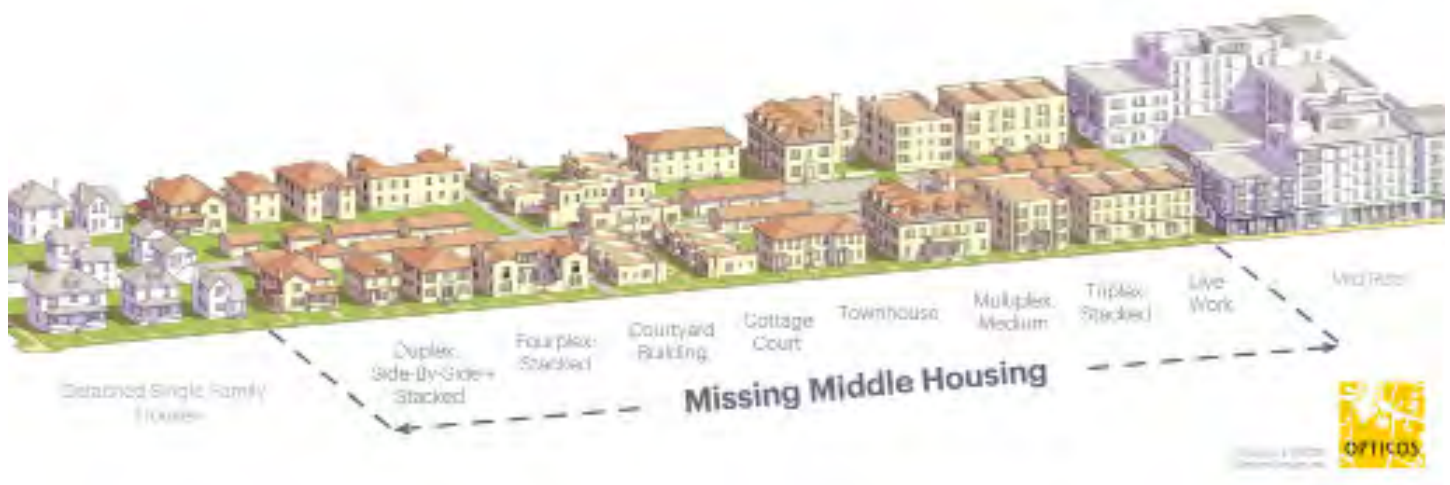 Detached Single-Family
Houses
Duplex:
Side-By-Side +
Stacked
Fourplex:
Stacked
Courtyard
Building
Cottage
Court
Townhouse
Multiplex:
Medium
Triplex:
Stacked
Live-
Work
Mid-Rise
Missing Middle Housing
OPTICOS